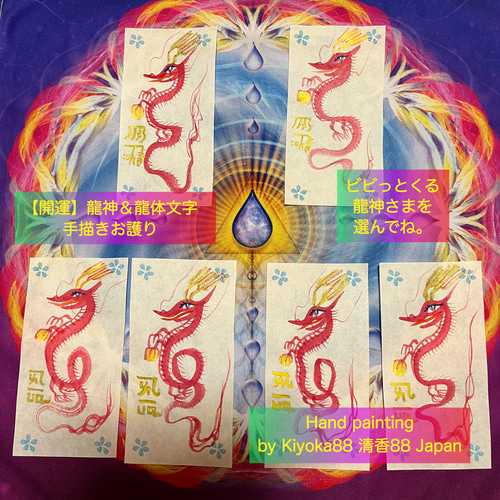 【開運】龍神&龍体文字
手描きお護り
ビビっとくる
龍神さまを
選んでね。
Hand painting
by Kiyoka88 清香88 Japan